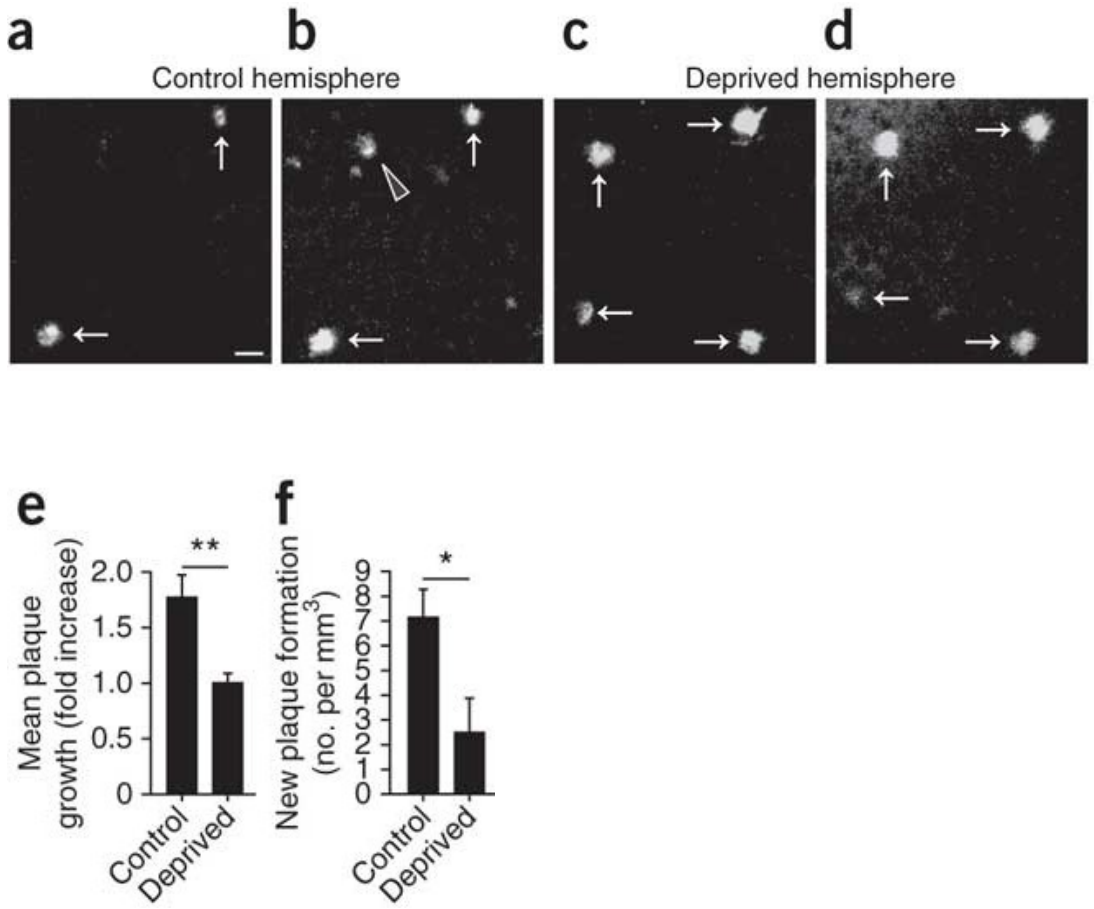 a
b
c
d
Control hemisphere
Deprived hemisphere
e
f
Mean plaque
growth (fold increase)
2.0
1.5
1.0
0.5
0
**
Control
Deprived
New plaque formation
(no. per mm³)
9
8
7
6
5
4
3
2
1
0
*
Control
Deprived